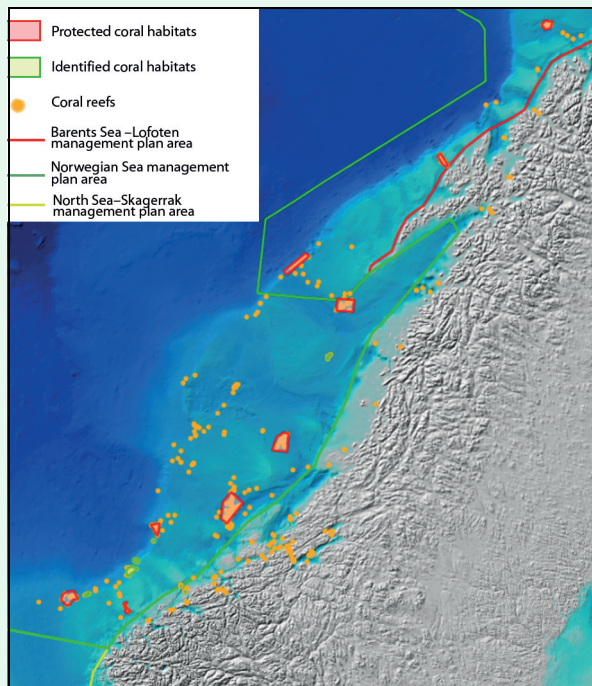 Protected coral habitats
Identified coral habitats
Coral reefs
Barents Sea –Lofoten
management plan area
Norwegian Sea management
plan area
North Sea–Skagerrak
management plan area